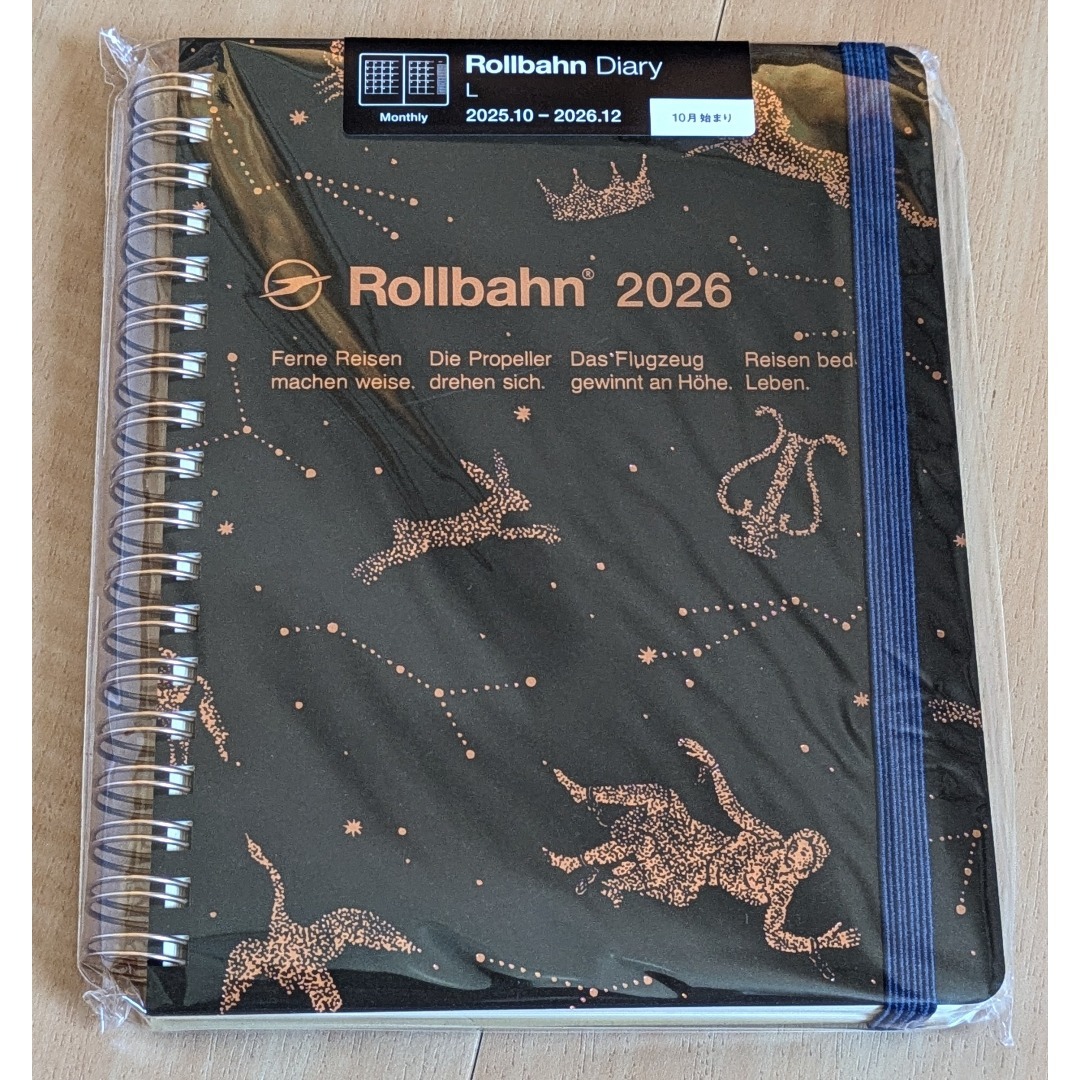 Rollbahn Diary
L
Monthly
2025.10 – 2026.12
10月始まり
Rollbahn® 2026
Ferne Reisen
machen weise.
Die Propeller
drehen sich.
Das Flugzeug
gewinnt an Höhe.
Reisen bed
Leben.